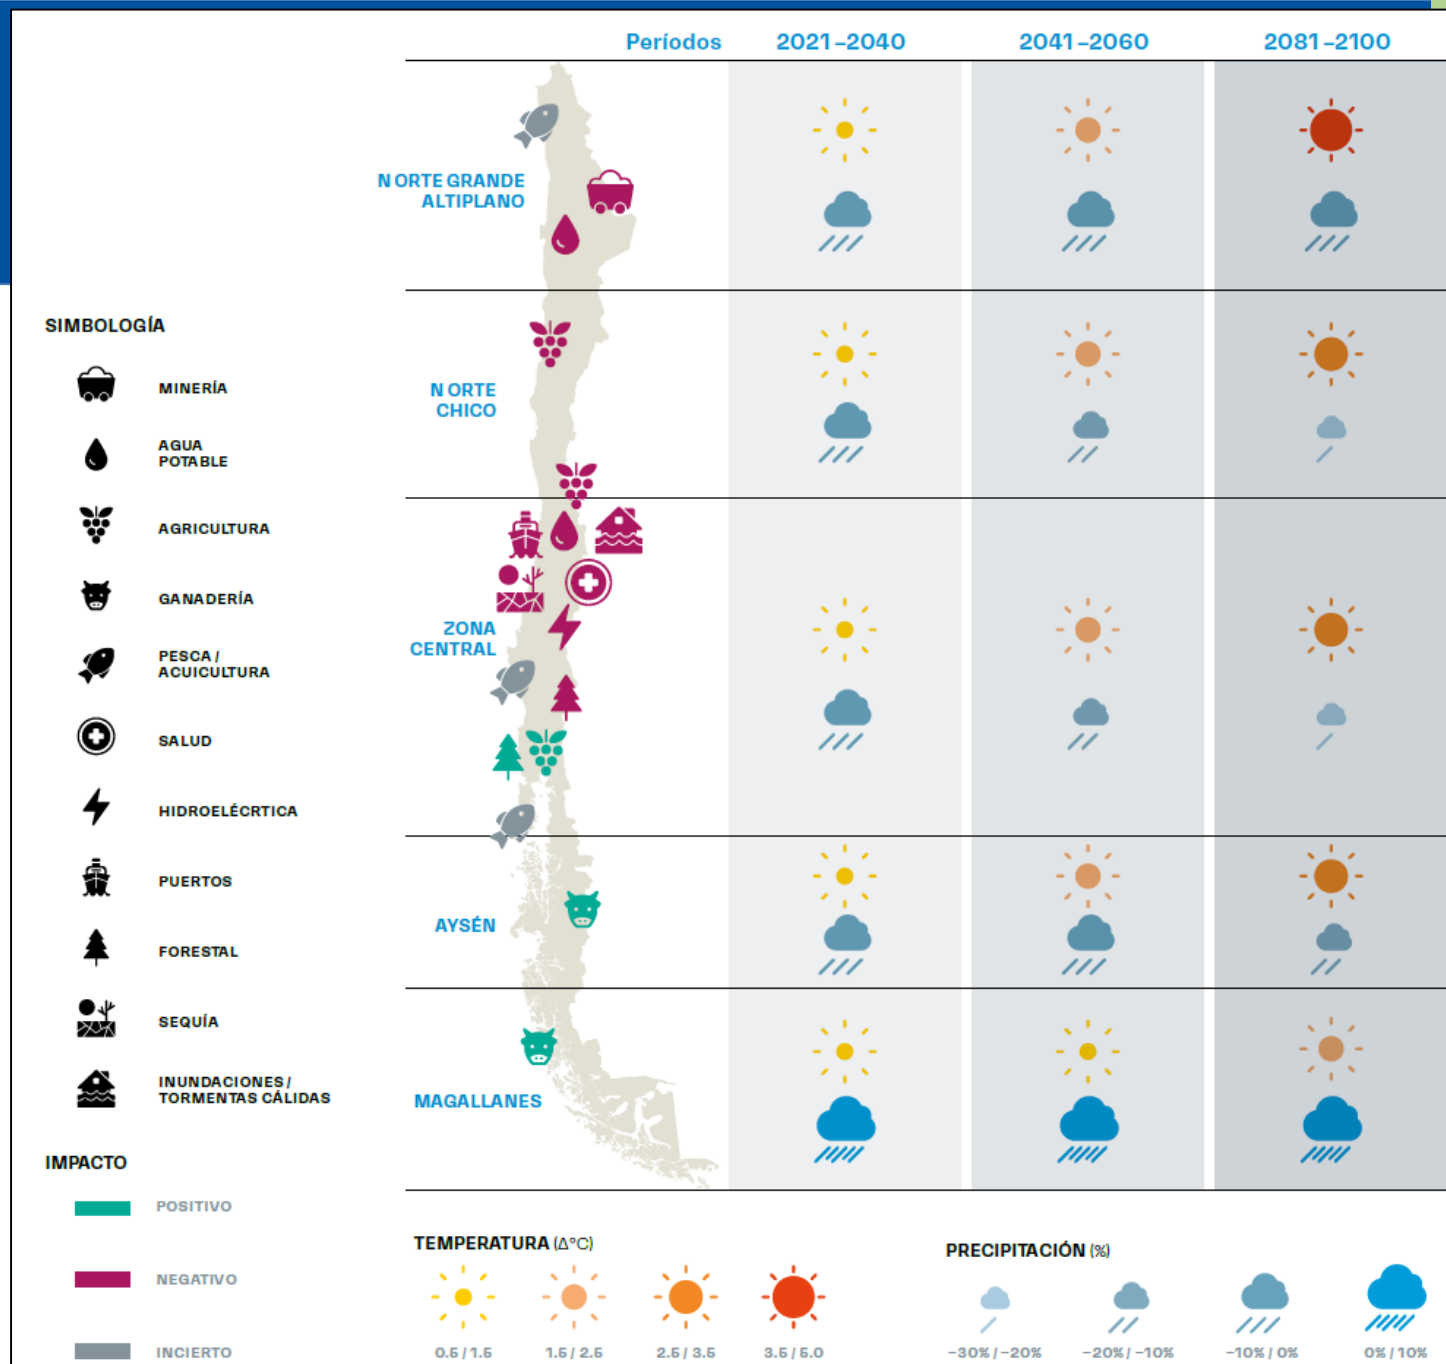 Períodos 2021–2040 2041–2060 2081–2100
NORTE GRANDE
ALTIPLANO
NORTE
CHICO
ZONA
CENTRAL
AYSÉN
MAGALLANES
SIMBOLOGÍA
MINERÍA
AGUA
POTABLE
AGRICULTURA
GANADERÍA
PESCA /
ACUICULTURA
SALUD
HIDROELÉCRTICA
PUERTOS
FORESTAL
SEQUÍA
INUNDACIONES /
TORMENTAS CÁLIDAS
IMPACTO
POSITIVO
NEGATIVO
INCIERTO
TEMPERATURA (Δ°C)
0.5 / 1.5 1.5 / 2.5 2.5 / 3.5 3.5 / 5.0
PRECIPITACIÓN (%)
−30% / −20% −20% / −10% −10% / 0% 0% / 10%